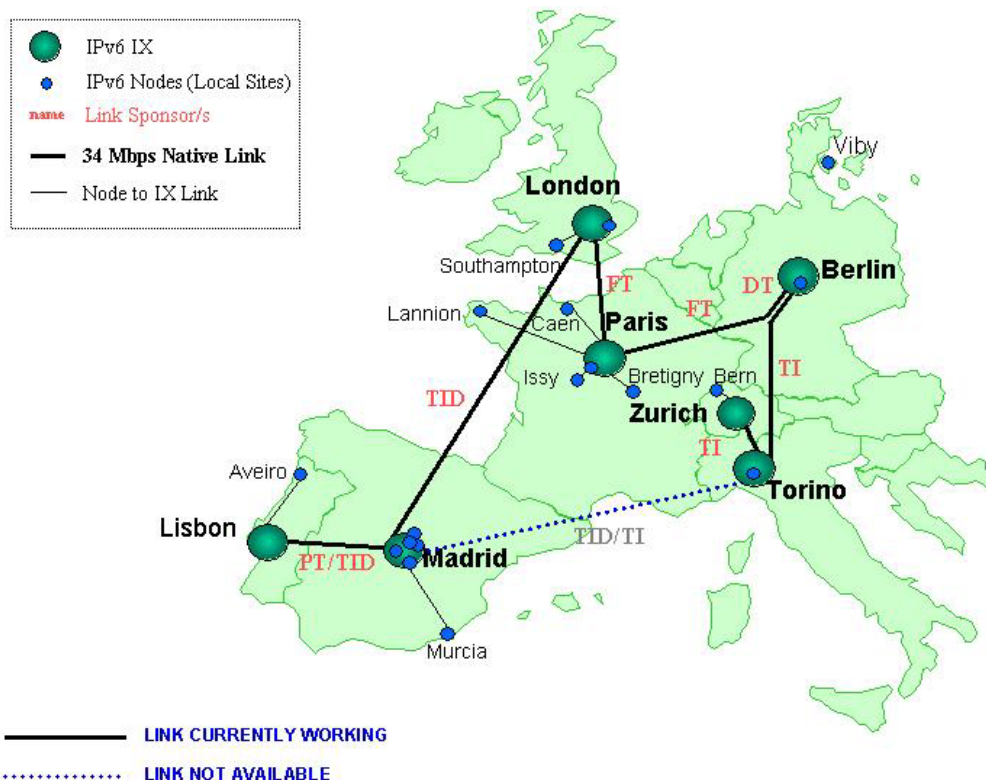 IPv6 IX
IPv6 Nodes (Local Sites)
name Link Sponsor/s
34 Mbps Native Link
Node to IX Link
Viby
London
Southampton
Berlin
DT
FT
FT
Lannion
Caen
Paris
TI
Issy
Bretigny
Bern
TID
Zurich
TI
Aveiro
Torino
Lisbon
TID/TI
PT/TID
Madrid
Murcia
LINK CURRENTLY WORKING
LINK NOT AVAILABLE